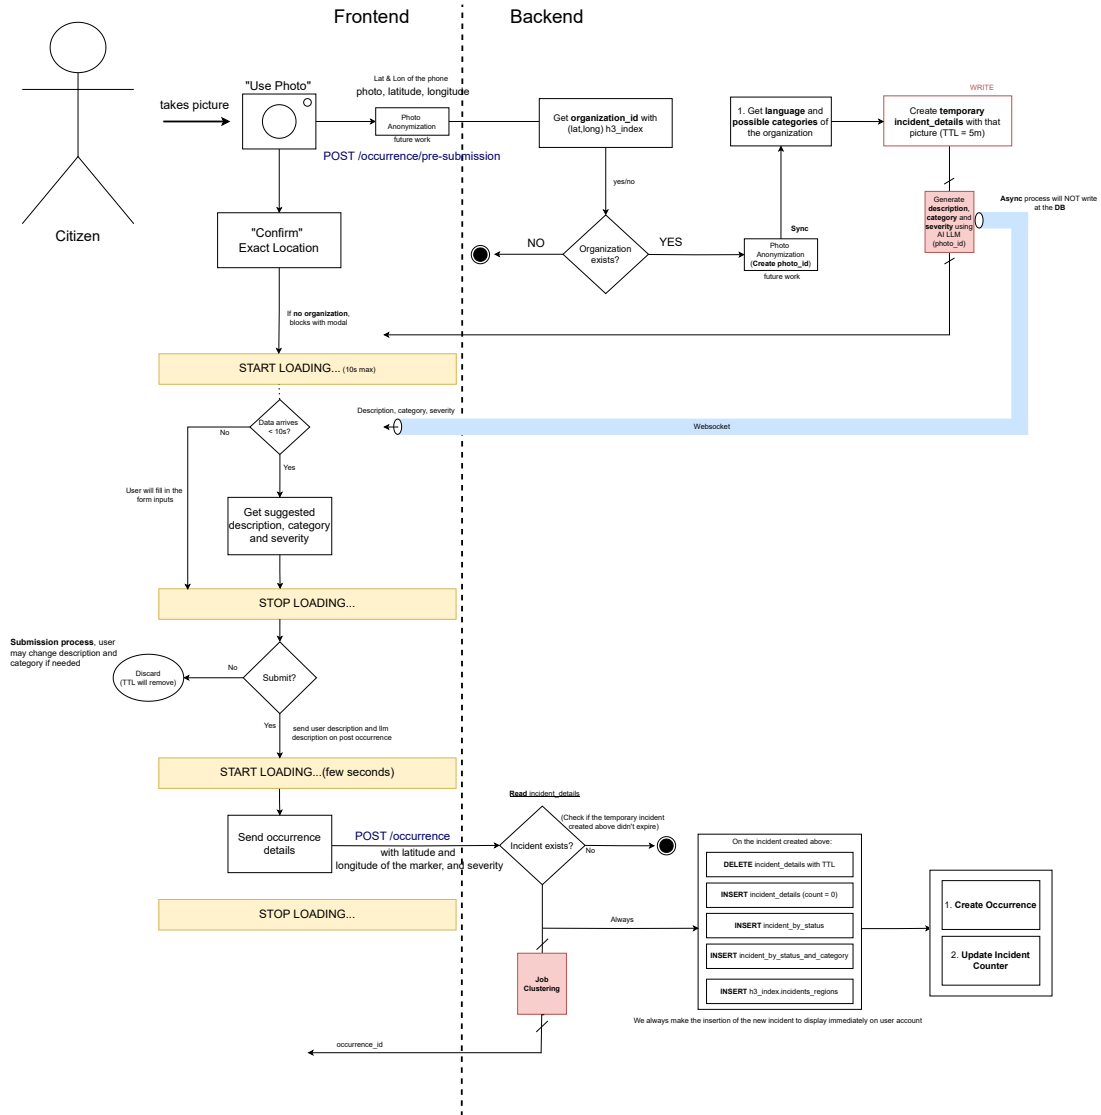 Frontend
Backend
Citizen
takes picture
"Use Photo"
Lat & Lon of the phone
photo, latitude, longitude
Photo
Anonymization
future work
POST /occurrence/pre-submission
Get organization_id with
(lat,long) h3_index
yes/no
Organization
exists?
NO
YES
Sync
Photo
Anonymization
(Create photo_id)
future work
1. Get language and
possible categories of
the organization
WRITE
Create temporary
incident_details with that
picture (TTL = 5m)
Generate
description,
category and
severity using
AI LLM
(photo_id)
Async process will NOT write
at the DB
"Confirm"
Exact Location
If no organization,
blocks with modal
START LOADING... (10s max)
Data arrives
< 10s?
No
Yes
Description, category, severity
Websocket
User will fill in the
form inputs
Get suggested
description, category
and severity
STOP LOADING...
Submission process, user
may change description and
category if needed
Discard
(TTL will remove)
No
Submit?
Yes
send user description and llm
description on post occurrence
START LOADING...(few seconds)
Send occurrence
details
POST /occurrence
with latitude and
longitude of the marker, and severity
Read incident_details
(Check if the temporary incident
created above didn't expire)
Incident exists?
No
Always
STOP LOADING...
Job
Clustering
occurrence_id
On the incident created above:
DELETE incident_details with TTL
INSERT incident_details (count = 0)
INSERT incident_by_status
INSERT incident_by_status_and_category
INSERT h3_index.incidents_regions
We always make the insertion of the new incident to display immediately on user account
1. Create Occurrence
2. Update Incident
Counter